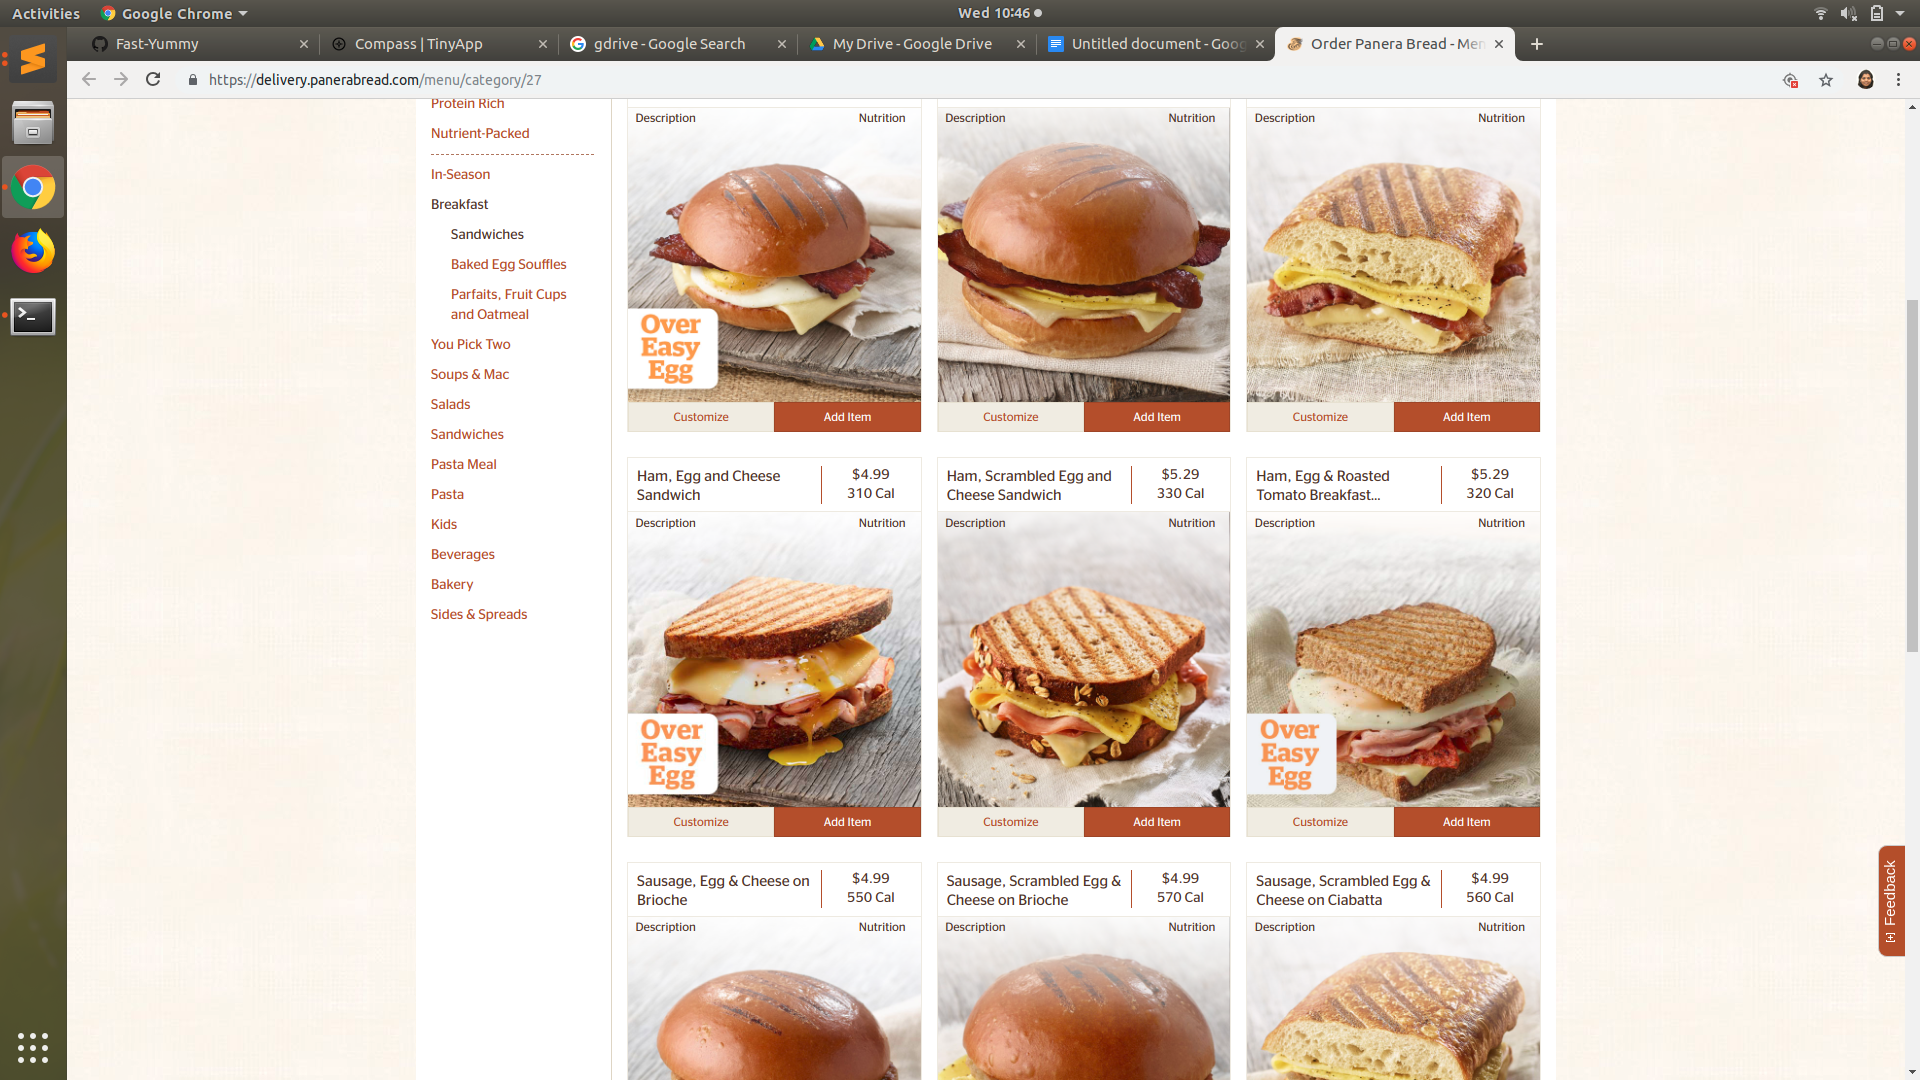 Activities
Google Chrome
Wed 10:46
Fast-Yummy
Compass | TinyApp
gdrive - Google Search
My Drive - Google Drive
Untitled document - Goog
Order Panera Bread - Men
https://delivery.panerabread.com/menu/category/27
Protein Rich
Nutrient-Packed
In-Season
Breakfast
Sandwiches
Baked Egg Souffles
Parfaits, Fruit Cups
and Oatmeal
You Pick Two
Soups & Mac
Salads
Sandwiches
Pasta Meal
Pasta
Kids
Beverages
Bakery
Sides & Spreads
Description Nutrition
Over
Easy
Egg
Customize Add Item
Description Nutrition
Customize Add Item
Description Nutrition
Customize Add Item
Ham, Egg and Cheese
Sandwich
$4.99
310 Cal
Description Nutrition
Over
Easy
Egg
Customize Add Item
Ham, Scrambled Egg and
Cheese Sandwich
$5.29
330 Cal
Description Nutrition
Customize Add Item
Ham, Egg & Roasted
Tomato Breakfast...
$5.29
320 Cal
Description Nutrition
Over
Easy
Egg
Customize Add Item
Sausage, Egg & Cheese on
Brioche
$4.99
550 Cal
Description Nutrition
Sausage, Scrambled Egg &
Cheese on Brioche
$4.99
570 Cal
Description Nutrition
Sausage, Scrambled Egg &
Cheese on Ciabatta
$4.99
560 Cal
Description Nutrition
[+] Feedback